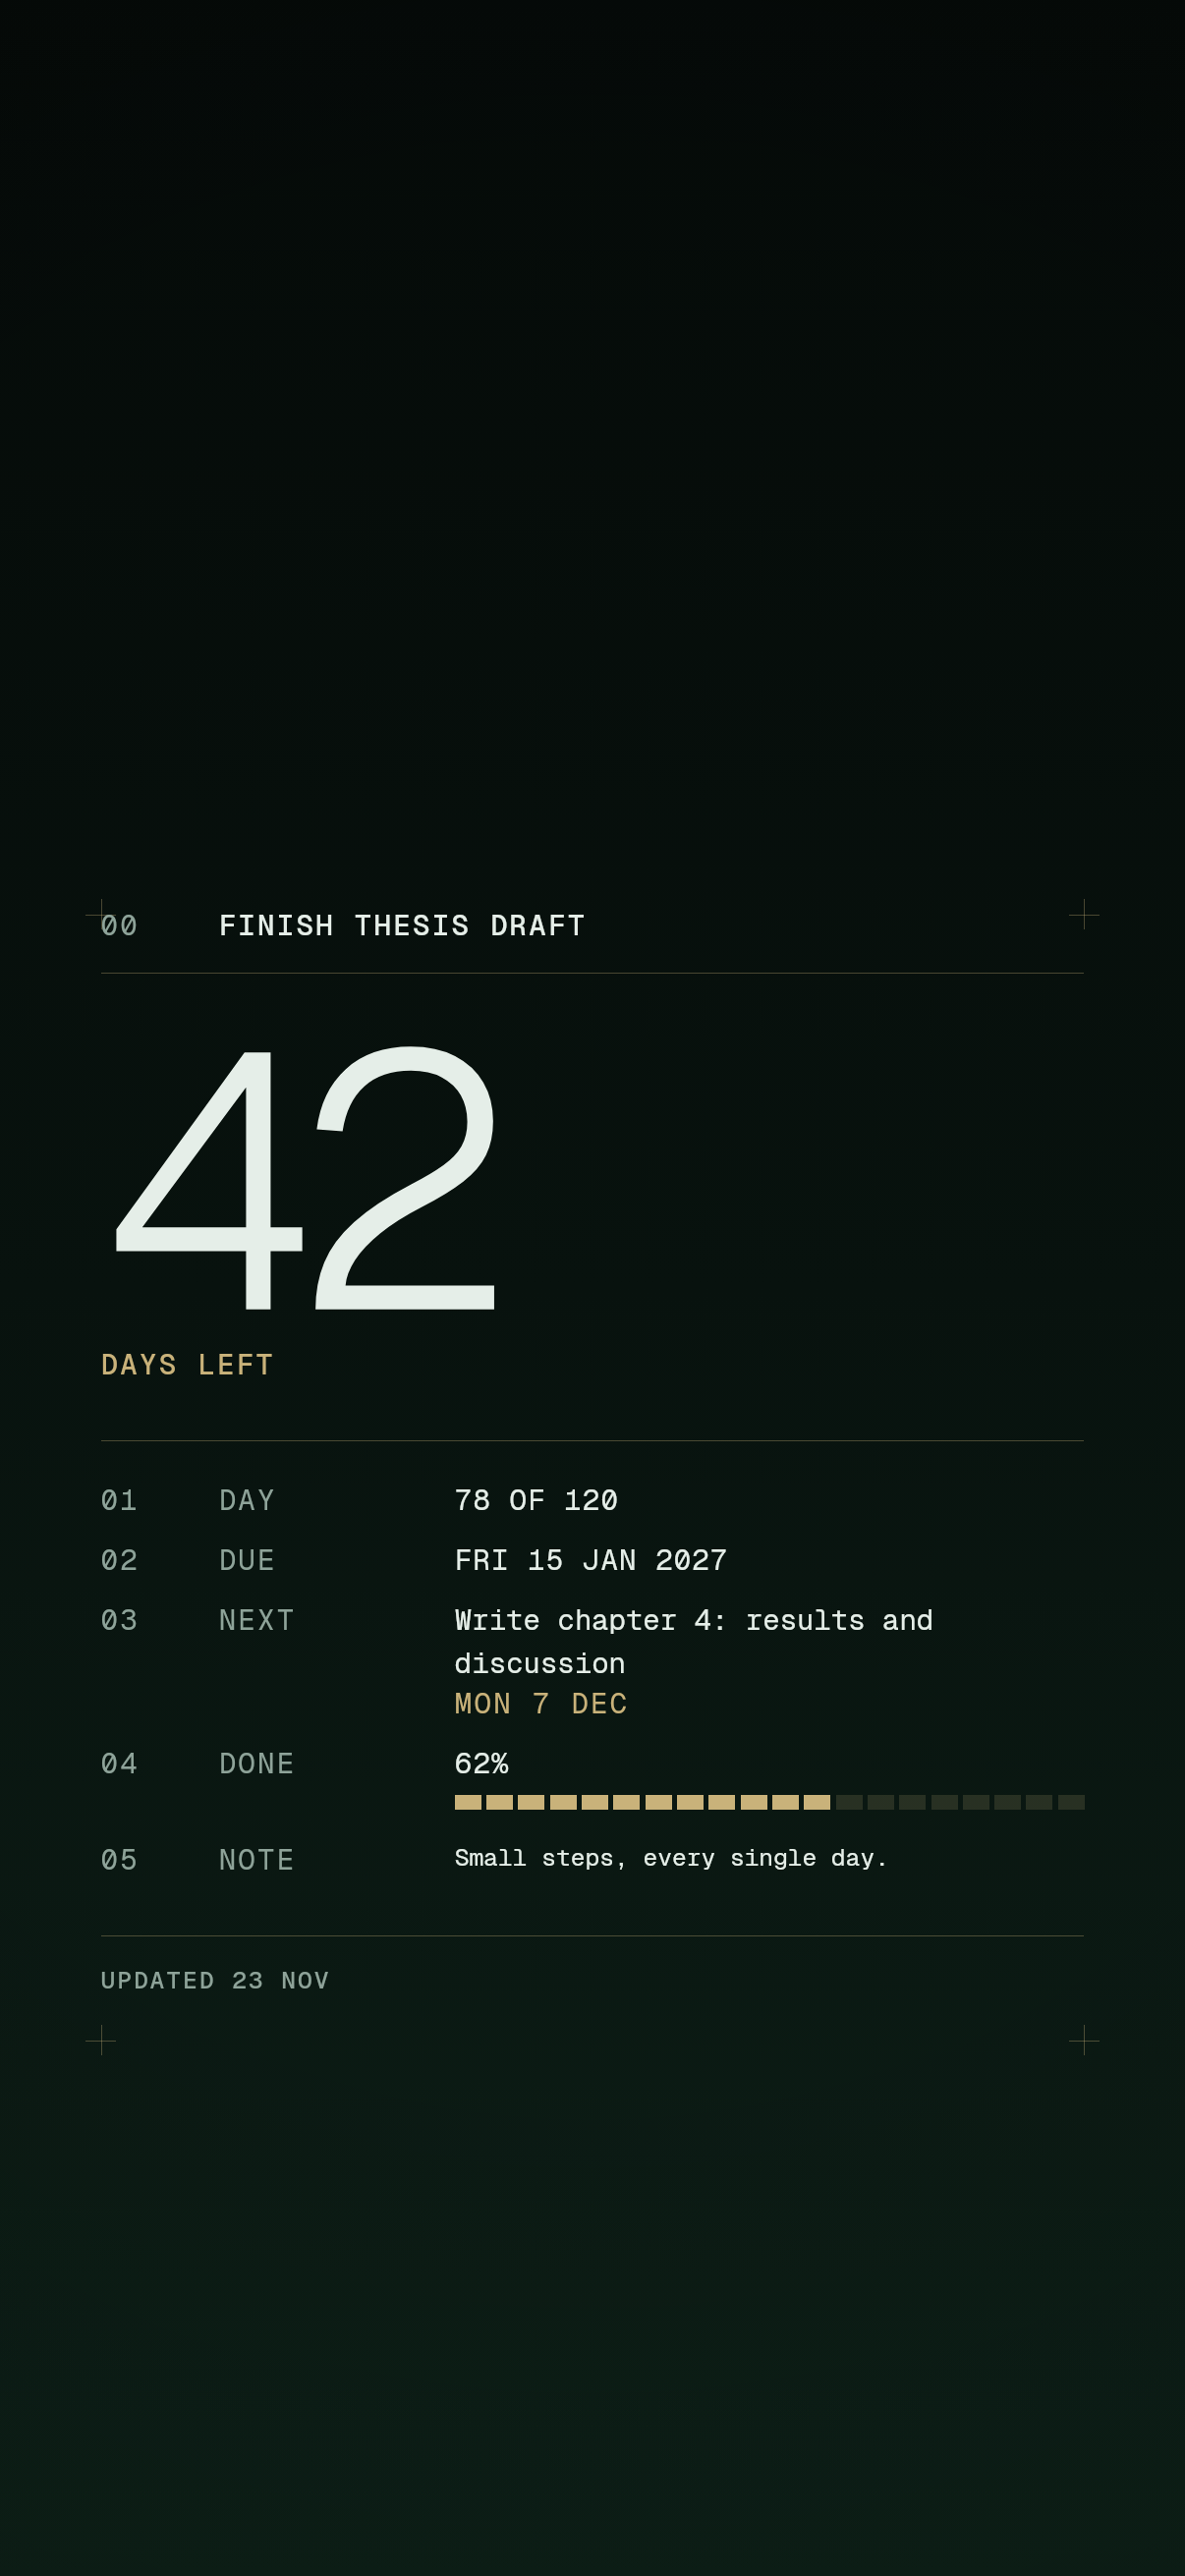 00 FINISH THESIS DRAFT
42
DAYS LEFT
01 DAY 78 OF 120
02 DUE FRI 15 JAN 2027
03 NEXT Write chapter 4: results and
discussion
MON 7 DEC
04 DONE 62%
05 NOTE Small steps, every single day.
UPDATED 23 NOV